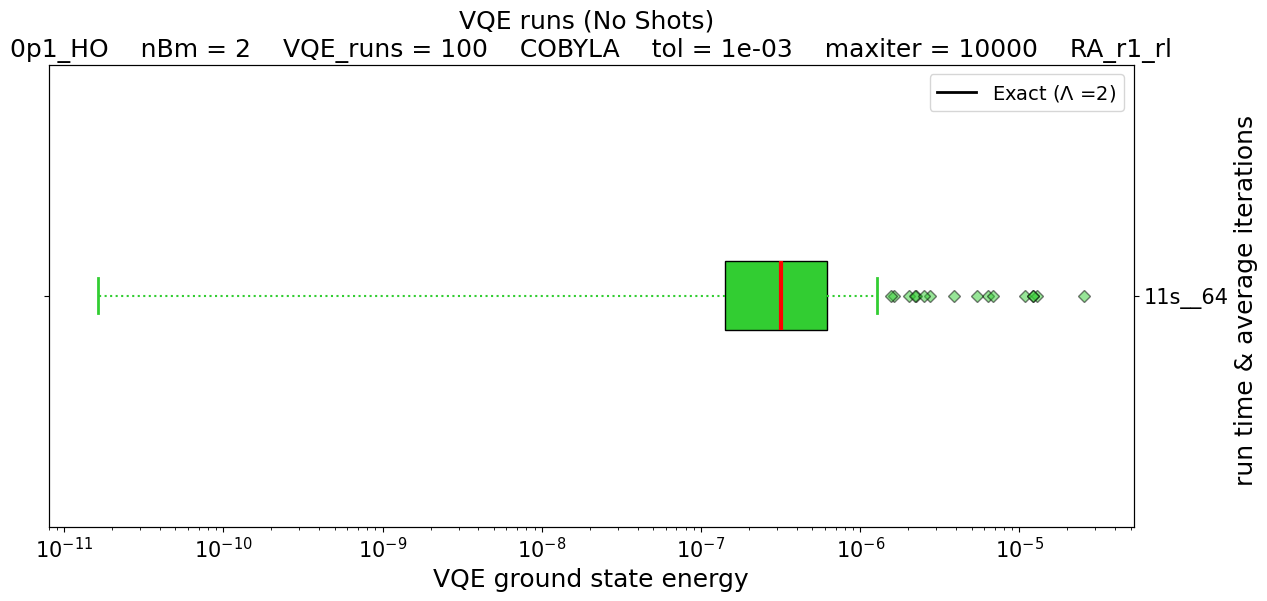 VQE runs (No Shots)
0p1_HO nBm = 2 VQE_runs = 100 COBYLA tol = 1e-03 maxiter = 10000 RA_r1_rl
Exact (Λ =2)
11s__64
run time & average iterations
10⁻¹¹ 10⁻¹⁰ 10⁻⁹ 10⁻⁸ 10⁻⁷ 10⁻⁶ 10⁻⁵
VQE ground state energy